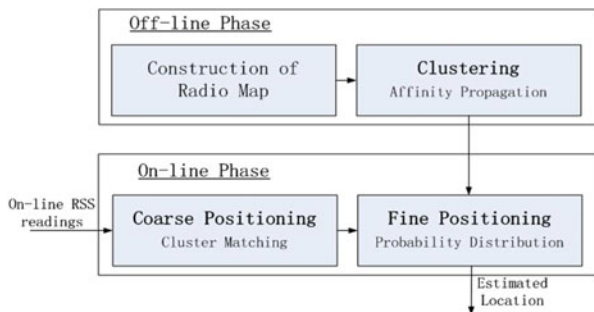 Off-line Phase
Construction of
Radio Map
Clustering
Affinity Propagation
On-line Phase
On-line RSS
readings
Coarse Positioning
Cluster Matching
Fine Positioning
Probability Distribution
Estimated
Location